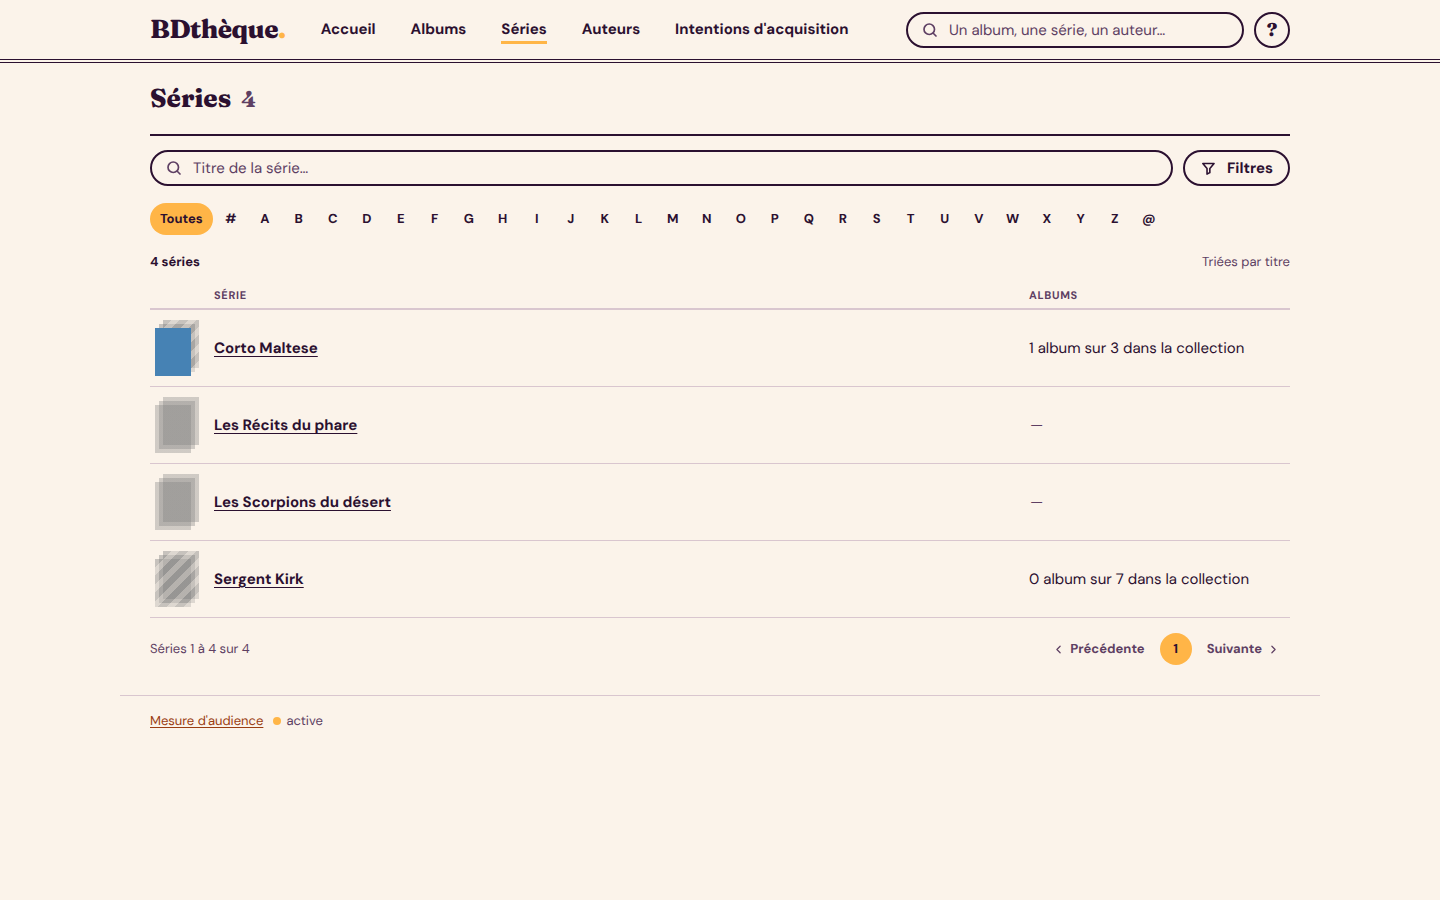 BDthèque. Accueil Albums Séries Auteurs Intentions d'acquisition Un album, une série, un auteur... ?
Séries 4
Titre de la série... Filtres
Toutes # A B C D E F G H I J K L M N O P Q R S T U V W X Y Z @
4 séries Triées par titre
SÉRIE ALBUMS
Corto Maltese 1 album sur 3 dans la collection
Les Récits du phare —
Les Scorpions du désert —
Sergent Kirk 0 album sur 7 dans la collection
Séries 1 à 4 sur 4 Précédente 1 Suivante
Mesure d'audience active